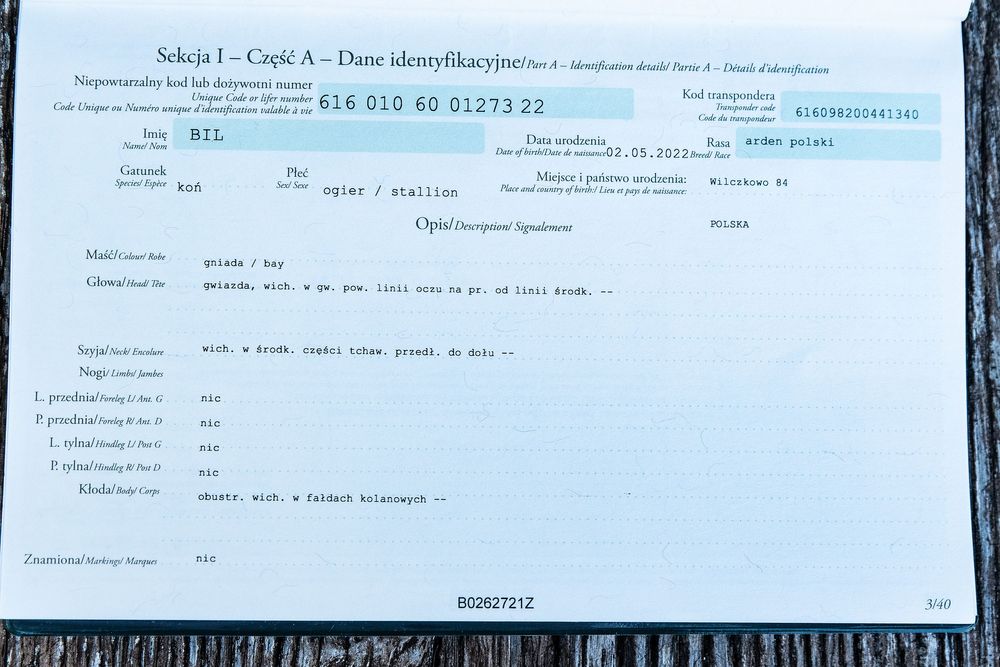 Sekcja I – Część A – Dane identyfikacyjne/Part A – Identification details/ Partie A – Détails d'identification
Niepowtarzalny kod lub dożywotni numer
Unique Code or lifer number
Code Unique ou Numéro unique d'identification valable à vie
616 010 60 01273 22
Kod transpondera
Transponder code
Code du transpondeur
616098200441340
Imię
Name/ Nom
BIL
Data urodzenia
Date of birth/Date de naissance
02.05.2022
Rasa
Breed/ Race
arden polski
Gatunek
Species/ Espèce
koń
Płeć
Sex/ Sexe
ogier / stallion
Miejsce i państwo urodzenia:
Place and country of birth:/ Lieu et pays de naissance:
Wilczkowo 84
POLSKA
Opis/Description/ Signalement
Maść/Colour/ Robe
gniada / bay
Głowa/Head/ Tête
gwiazda, wich. w gw. pow. linii oczu na pr. od linii środk. --
Szyja/Neck/ Encolure
wich. w środk. części tchaw. przedł. do dołu --
Nogi/Limbs/ Jambes
L. przednia/Foreleg L/ Ant. G
nic
P. przednia/Foreleg R/ Ant. D
nic
L. tylna/Hindleg L/ Post G
nic
P. tylna/Hindleg R/ Post D
nic
Kłoda/Body/ Corps
obustr. wich. w fałdach kolanowych --
Znamiona/Markings/ Marques
nic
B0262721Z
3/40